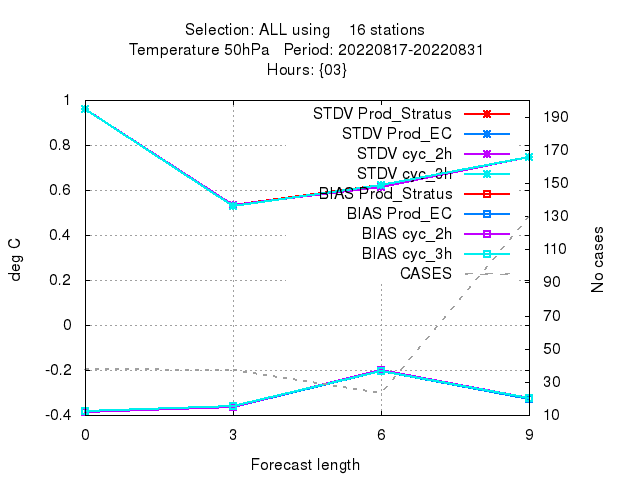 Selection: ALL using 16 stations
Temperature 50hPa Period: 20220817-20220831
Hours: {03}
1
0.8
0.6
0.4
0.2
0
-0.2
-0.4
deg C
STDV Prod_Stratus
STDV Prod_EC
STDV cyc_2h
STDV cyc_3h
BIAS Prod_Stratus
BIAS Prod_EC
BIAS cyc_2h
BIAS cyc_3h
CASES
190
170
150
130
110
90
70
50
30
10
No cases
0 3 6 9
Forecast length